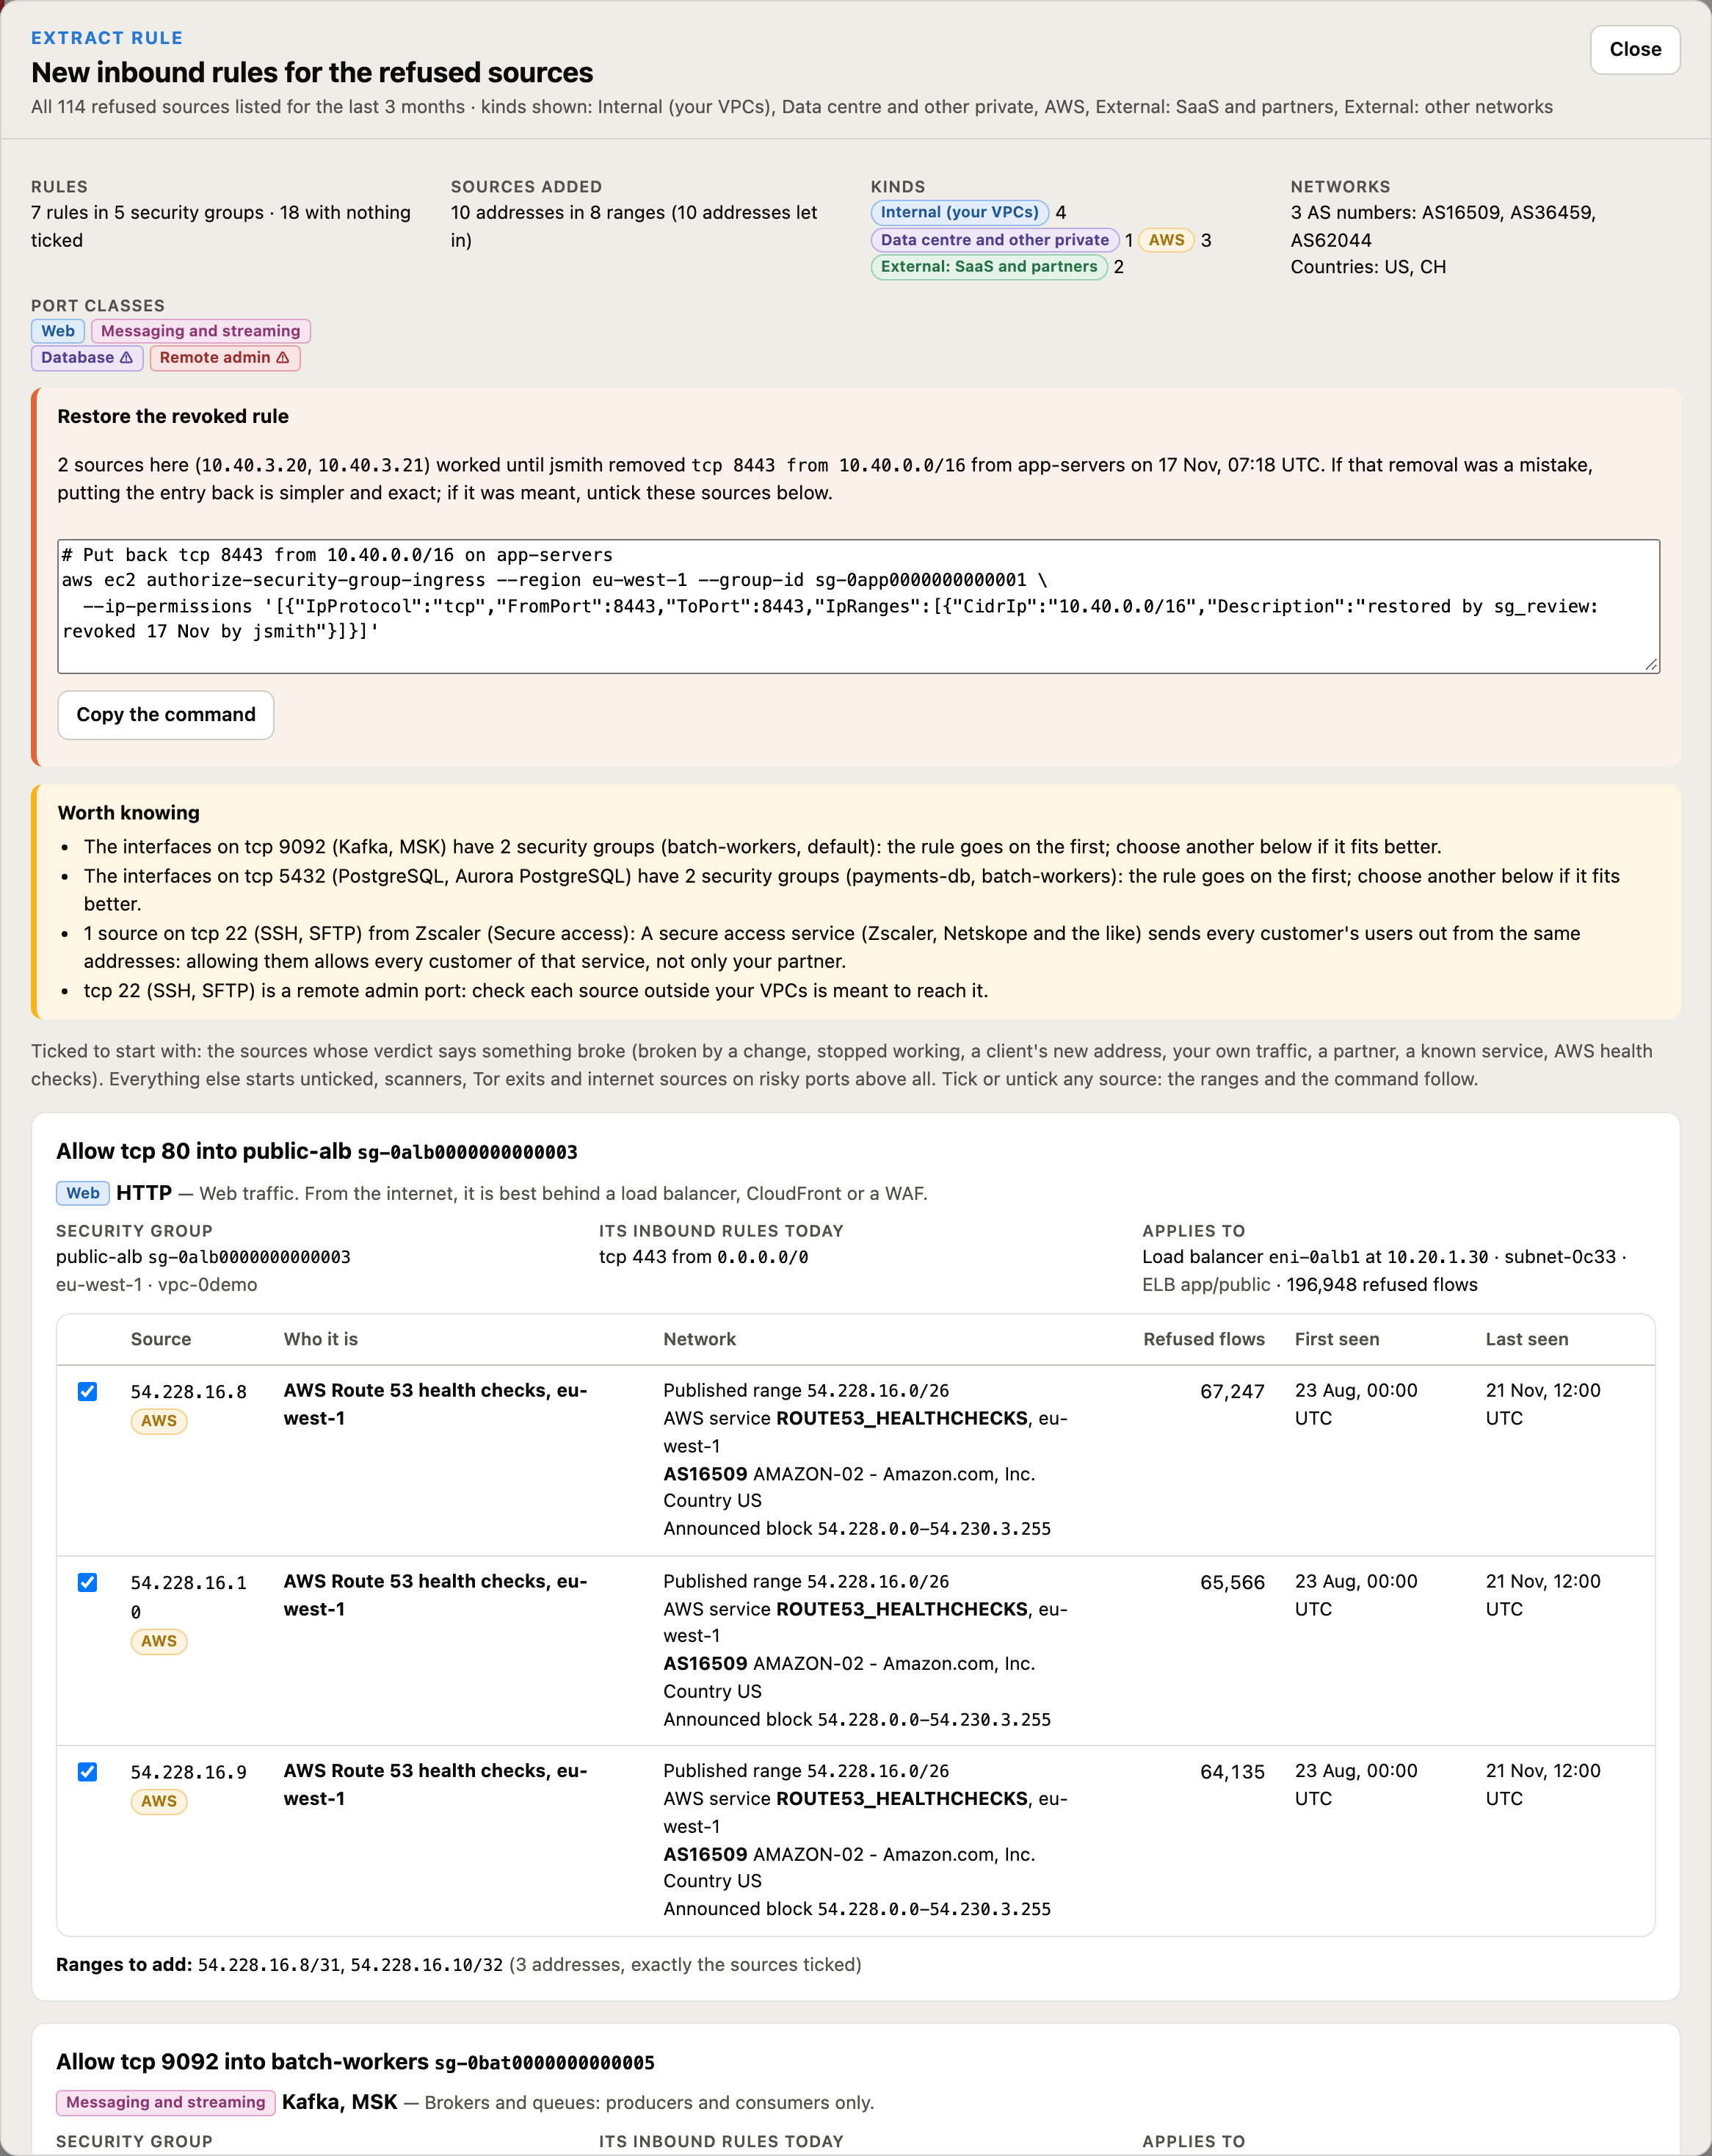 EXTRACT RULE
New inbound rules for the refused sources
All 114 refused sources listed for the last 3 months · kinds shown: Internal (your VPCs), Data centre and other private, AWS, External: SaaS and partners, External: other networks
Close
RULES
7 rules in 5 security groups · 18 with nothing
ticked
SOURCES ADDED
10 addresses in 8 ranges (10 addresses let
in)
KINDS
Internal (your VPCs) 4
Data centre and other private 1 AWS 3
External: SaaS and partners 2
NETWORKS
3 AS numbers: AS16509, AS36459,
AS62044
Countries: US, CH
PORT CLASSES
Web Messaging and streaming
Database ⚠ Remote admin ⚠
Restore the revoked rule
2 sources here (10.40.3.20, 10.40.3.21) worked until jsmith removed tcp 8443 from 10.40.0.0/16 from app-servers on 17 Nov, 07:18 UTC. If that removal was a mistake,
putting the entry back is simpler and exact; if it was meant, untick these sources below.
# Put back tcp 8443 from 10.40.0.0/16 on app-servers
aws ec2 authorize-security-group-ingress --region eu-west-1 --group-id sg-0app0000000000001 \
--ip-permissions '[{"IpProtocol":"tcp","FromPort":8443,"ToPort":8443,"IpRanges":[{"CidrIp":"10.40.0.0/16","Description":"restored by sg_review:
revoked 17 Nov by jsmith"}]}]'
Copy the command
Worth knowing
• The interfaces on tcp 9092 (Kafka, MSK) have 2 security groups (batch-workers, default): the rule goes on the first; choose another below if it fits better.
• The interfaces on tcp 5432 (PostgreSQL, Aurora PostgreSQL) have 2 security groups (payments-db, batch-workers): the rule goes on the first; choose another below if it fits
better.
• 1 source on tcp 22 (SSH, SFTP) from Zscaler (Secure access): A secure access service (Zscaler, Netskope and the like) sends every customer's users out from the same
addresses: allowing them allows every customer of that service, not only your partner.
• tcp 22 (SSH, SFTP) is a remote admin port: check each source outside your VPCs is meant to reach it.
Ticked to start with: the sources whose verdict says something broke (broken by a change, stopped working, a client's new address, your own traffic, a partner, a known service, AWS health
checks). Everything else starts unticked, scanners, Tor exits and internet sources on risky ports above all. Tick or untick any source: the ranges and the command follow.
Allow tcp 80 into public-alb sg-0alb0000000000003
Web HTTP — Web traffic. From the internet, it is best behind a load balancer, CloudFront or a WAF.
SECURITY GROUP
public-alb sg-0alb0000000000003
eu-west-1 · vpc-0demo
ITS INBOUND RULES TODAY
tcp 443 from 0.0.0.0/0
APPLIES TO
Load balancer eni-0alb1 at 10.20.1.30 · subnet-0c33 ·
ELB app/public · 196,948 refused flows
Source Who it is Network Refused flows First seen Last seen
54.228.16.8
AWS
AWS Route 53 health checks, eu-
west-1
Published range 54.228.16.0/26
AWS service ROUTE53_HEALTHCHECKS, eu-
west-1
AS16509 AMAZON-02 - Amazon.com, Inc.
Country US
Announced block 54.228.0.0–54.230.3.255
67,247
23 Aug, 00:00
UTC
21 Nov, 12:00
UTC
54.228.16.1
0
AWS
AWS Route 53 health checks, eu-
west-1
Published range 54.228.16.0/26
AWS service ROUTE53_HEALTHCHECKS, eu-
west-1
AS16509 AMAZON-02 - Amazon.com, Inc.
Country US
Announced block 54.228.0.0–54.230.3.255
65,566
23 Aug, 00:00
UTC
21 Nov, 12:00
UTC
54.228.16.9
AWS
AWS Route 53 health checks, eu-
west-1
Published range 54.228.16.0/26
AWS service ROUTE53_HEALTHCHECKS, eu-
west-1
AS16509 AMAZON-02 - Amazon.com, Inc.
Country US
Announced block 54.228.0.0–54.230.3.255
64,135
23 Aug, 00:00
UTC
21 Nov, 12:00
UTC
Ranges to add: 54.228.16.8/31, 54.228.16.10/32 (3 addresses, exactly the sources ticked)
Allow tcp 9092 into batch-workers sg-0bat0000000000005
Messaging and streaming Kafka, MSK — Brokers and queues: producers and consumers only.
SECURITY GROUP
ITS INBOUND RULES TODAY
APPLIES TO